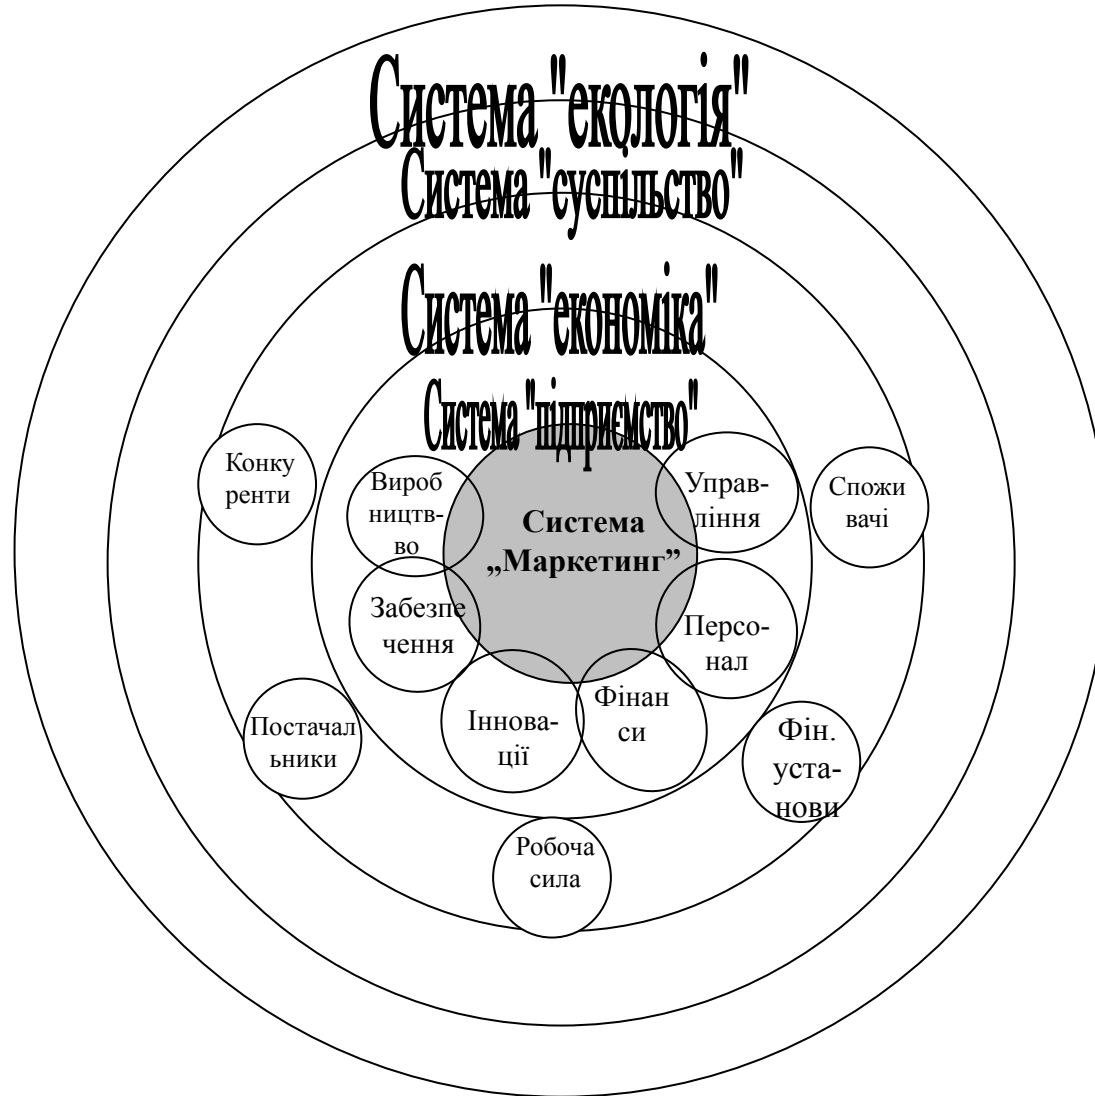 Система "екологія"
Система "суспільство"
Система "економіка"
Система "підприємство"
Конку
ренти
Вироб
ництв-
во
Система
„Маркетинг”
Управ-
ління
Спожи
вачі
Забезпе
чення
Персо-
нал
Іннова-
ції
Фінан
си
Постачал
ьники
Фін.
уста-
нови
Робоча
сила